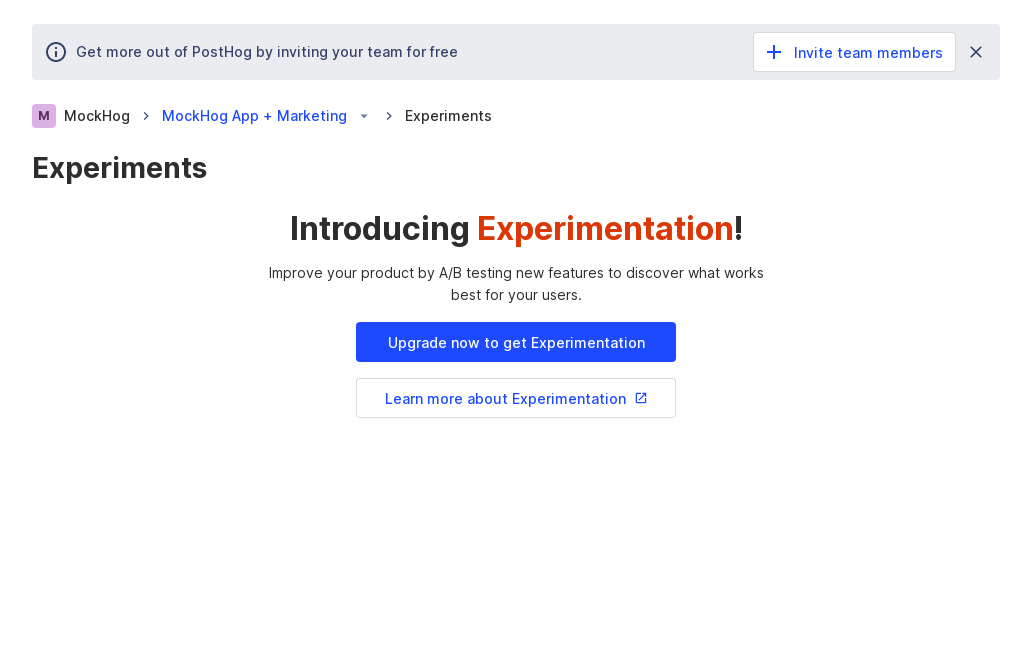 Get more out of PostHog by inviting your team for free
Invite team members
M MockHog MockHog App + Marketing Experiments
Experiments
Introducing Experimentation!
Improve your product by A/B testing new features to discover what works
best for your users.
Upgrade now to get Experimentation
Learn more about Experimentation